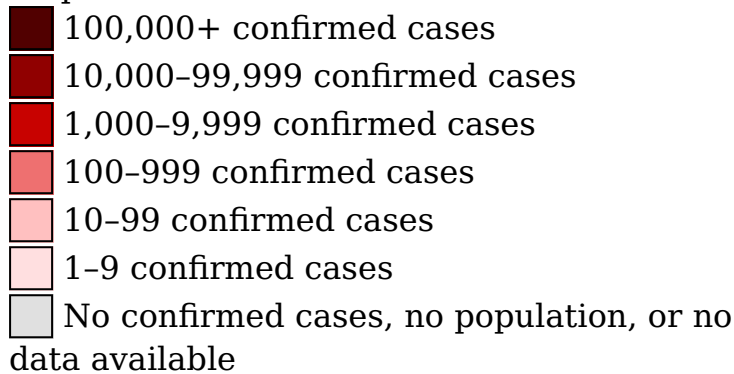 100,000+ confirmed cases
10,000–99,999 confirmed cases
1,000–9,999 confirmed cases
100–999 confirmed cases
10–99 confirmed cases
1–9 confirmed cases
No confirmed cases, no population, or no
data available